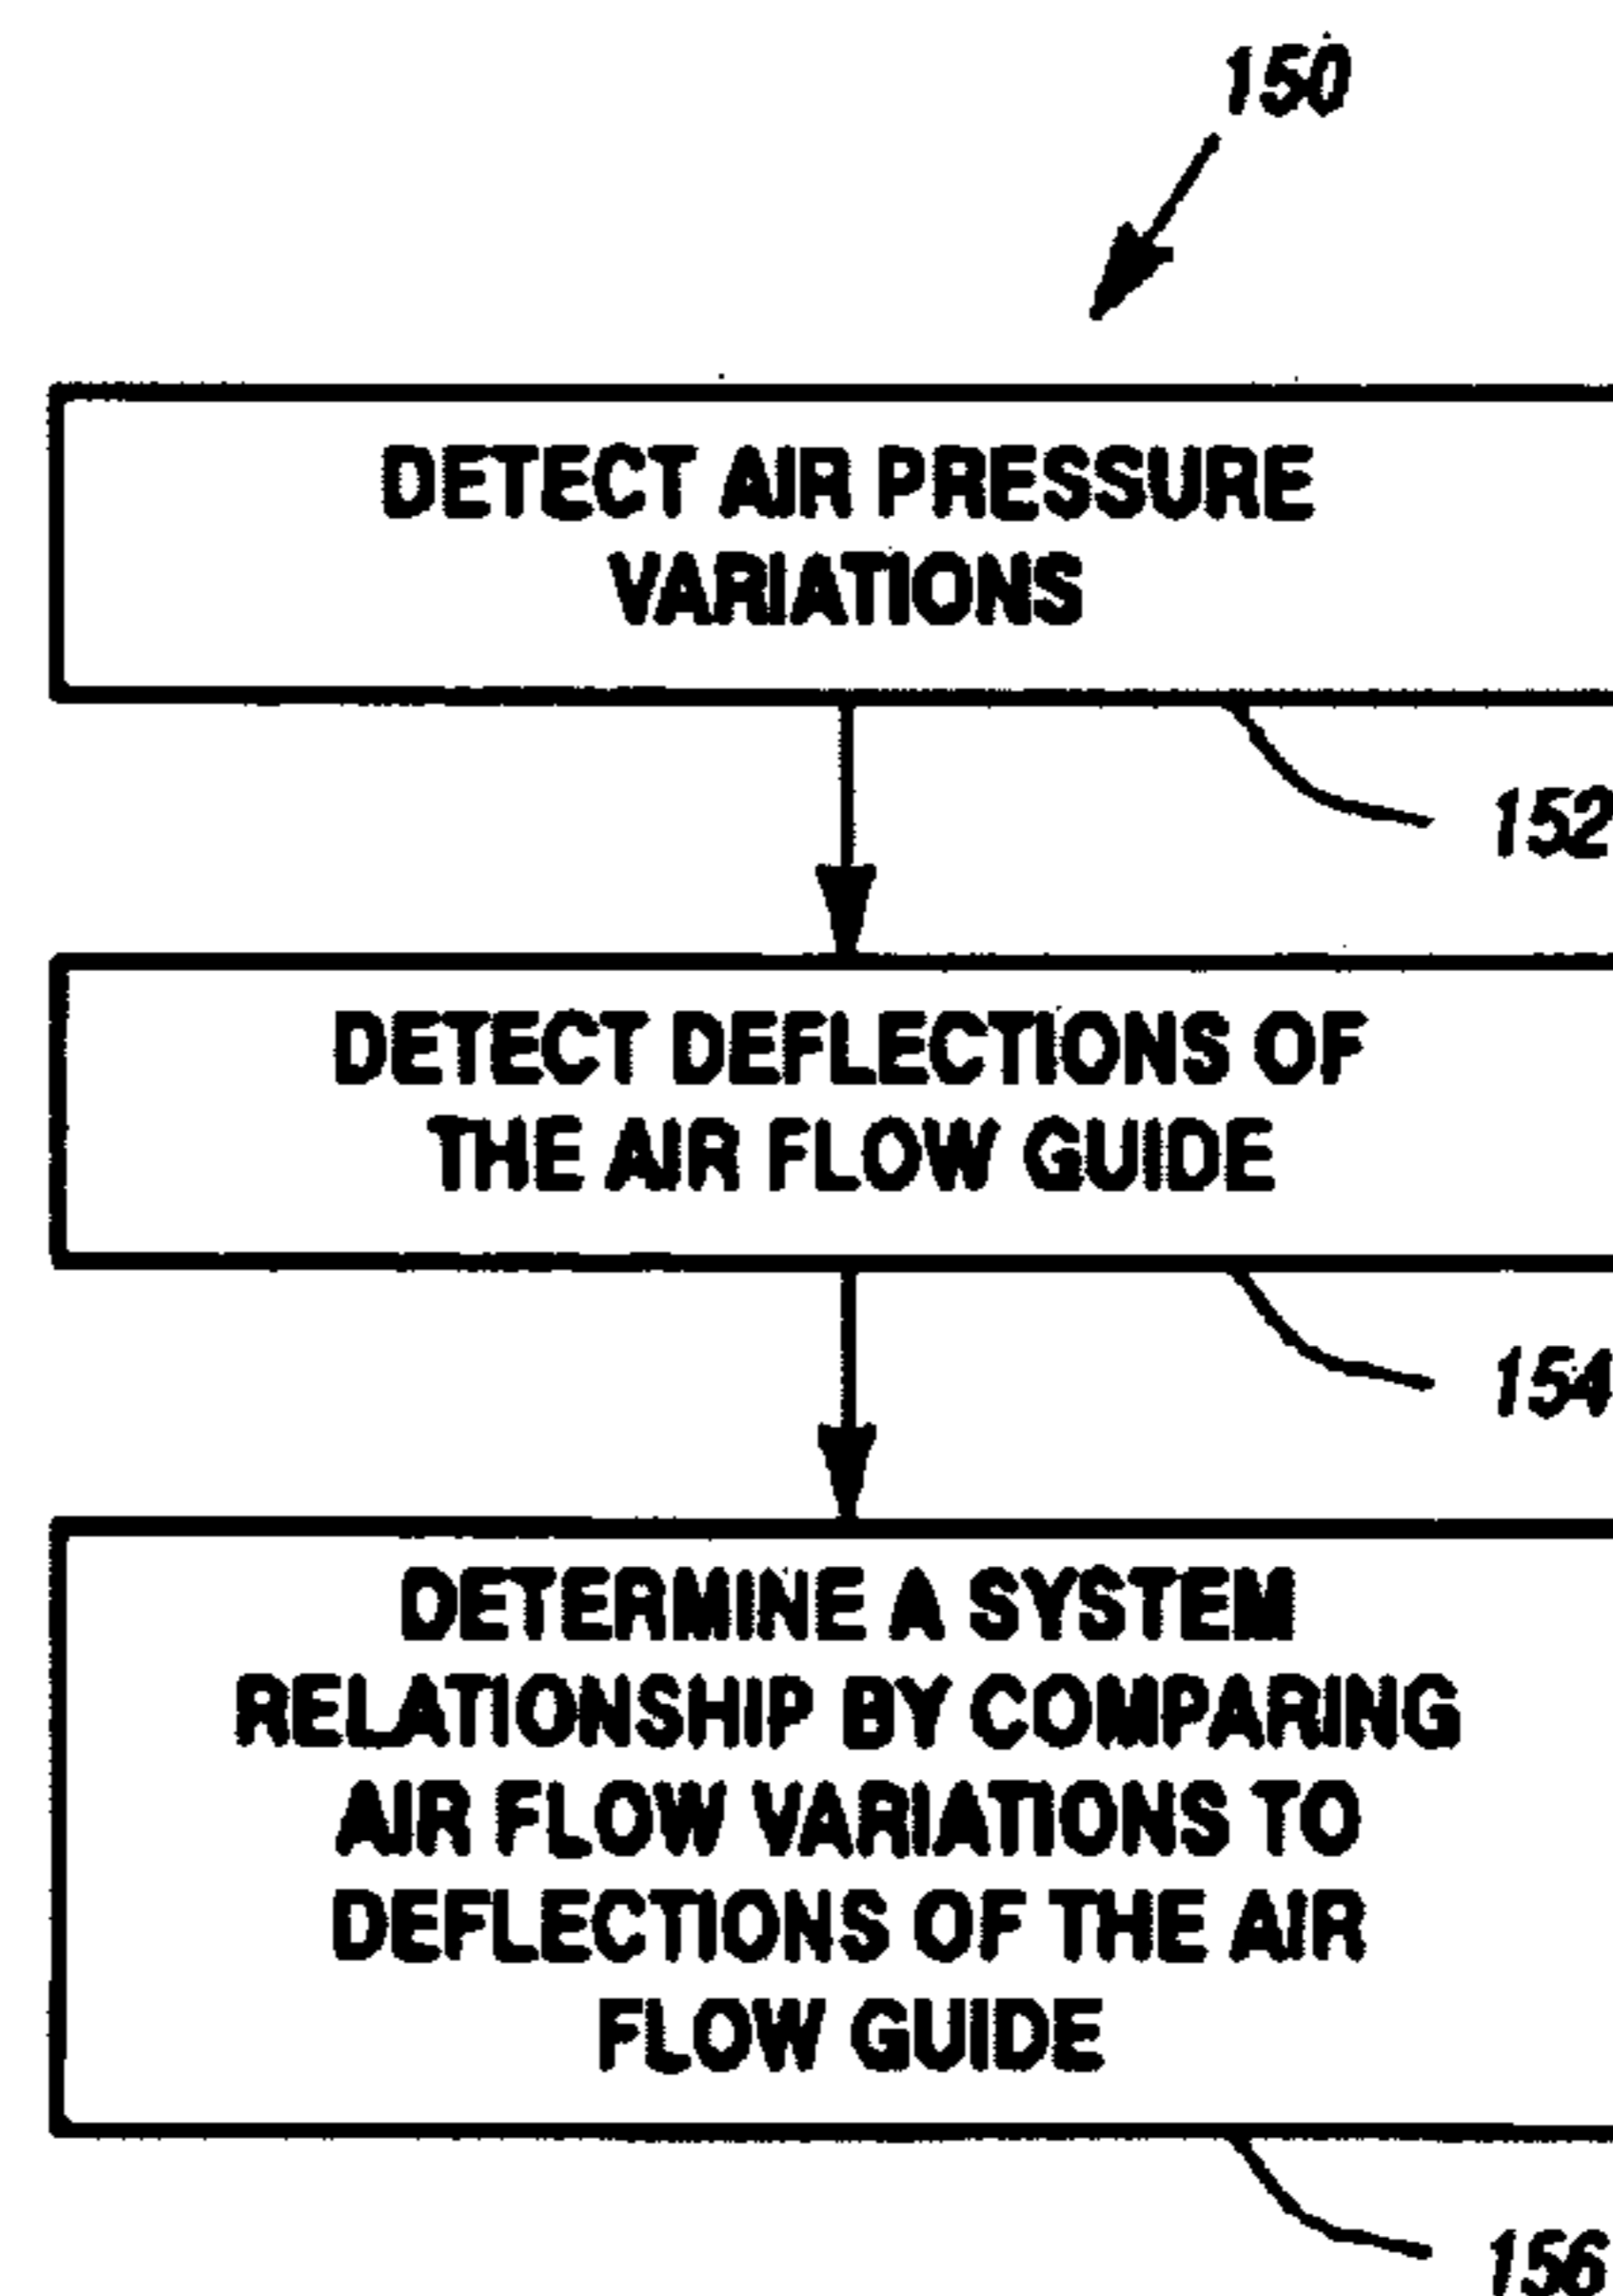 150
DETECT AIR PRESSURE
VARIATIONS
152
DETECT DEFLECTIONS OF
THE AIR FLOW GUIDE
154
DETERMINE A SYSTEM
RELATIONSHIP BY COMPARING
AIR FLOW VARIATIONS TO
DEFLECTIONS OF THE AIR
FLOW GUIDE
156